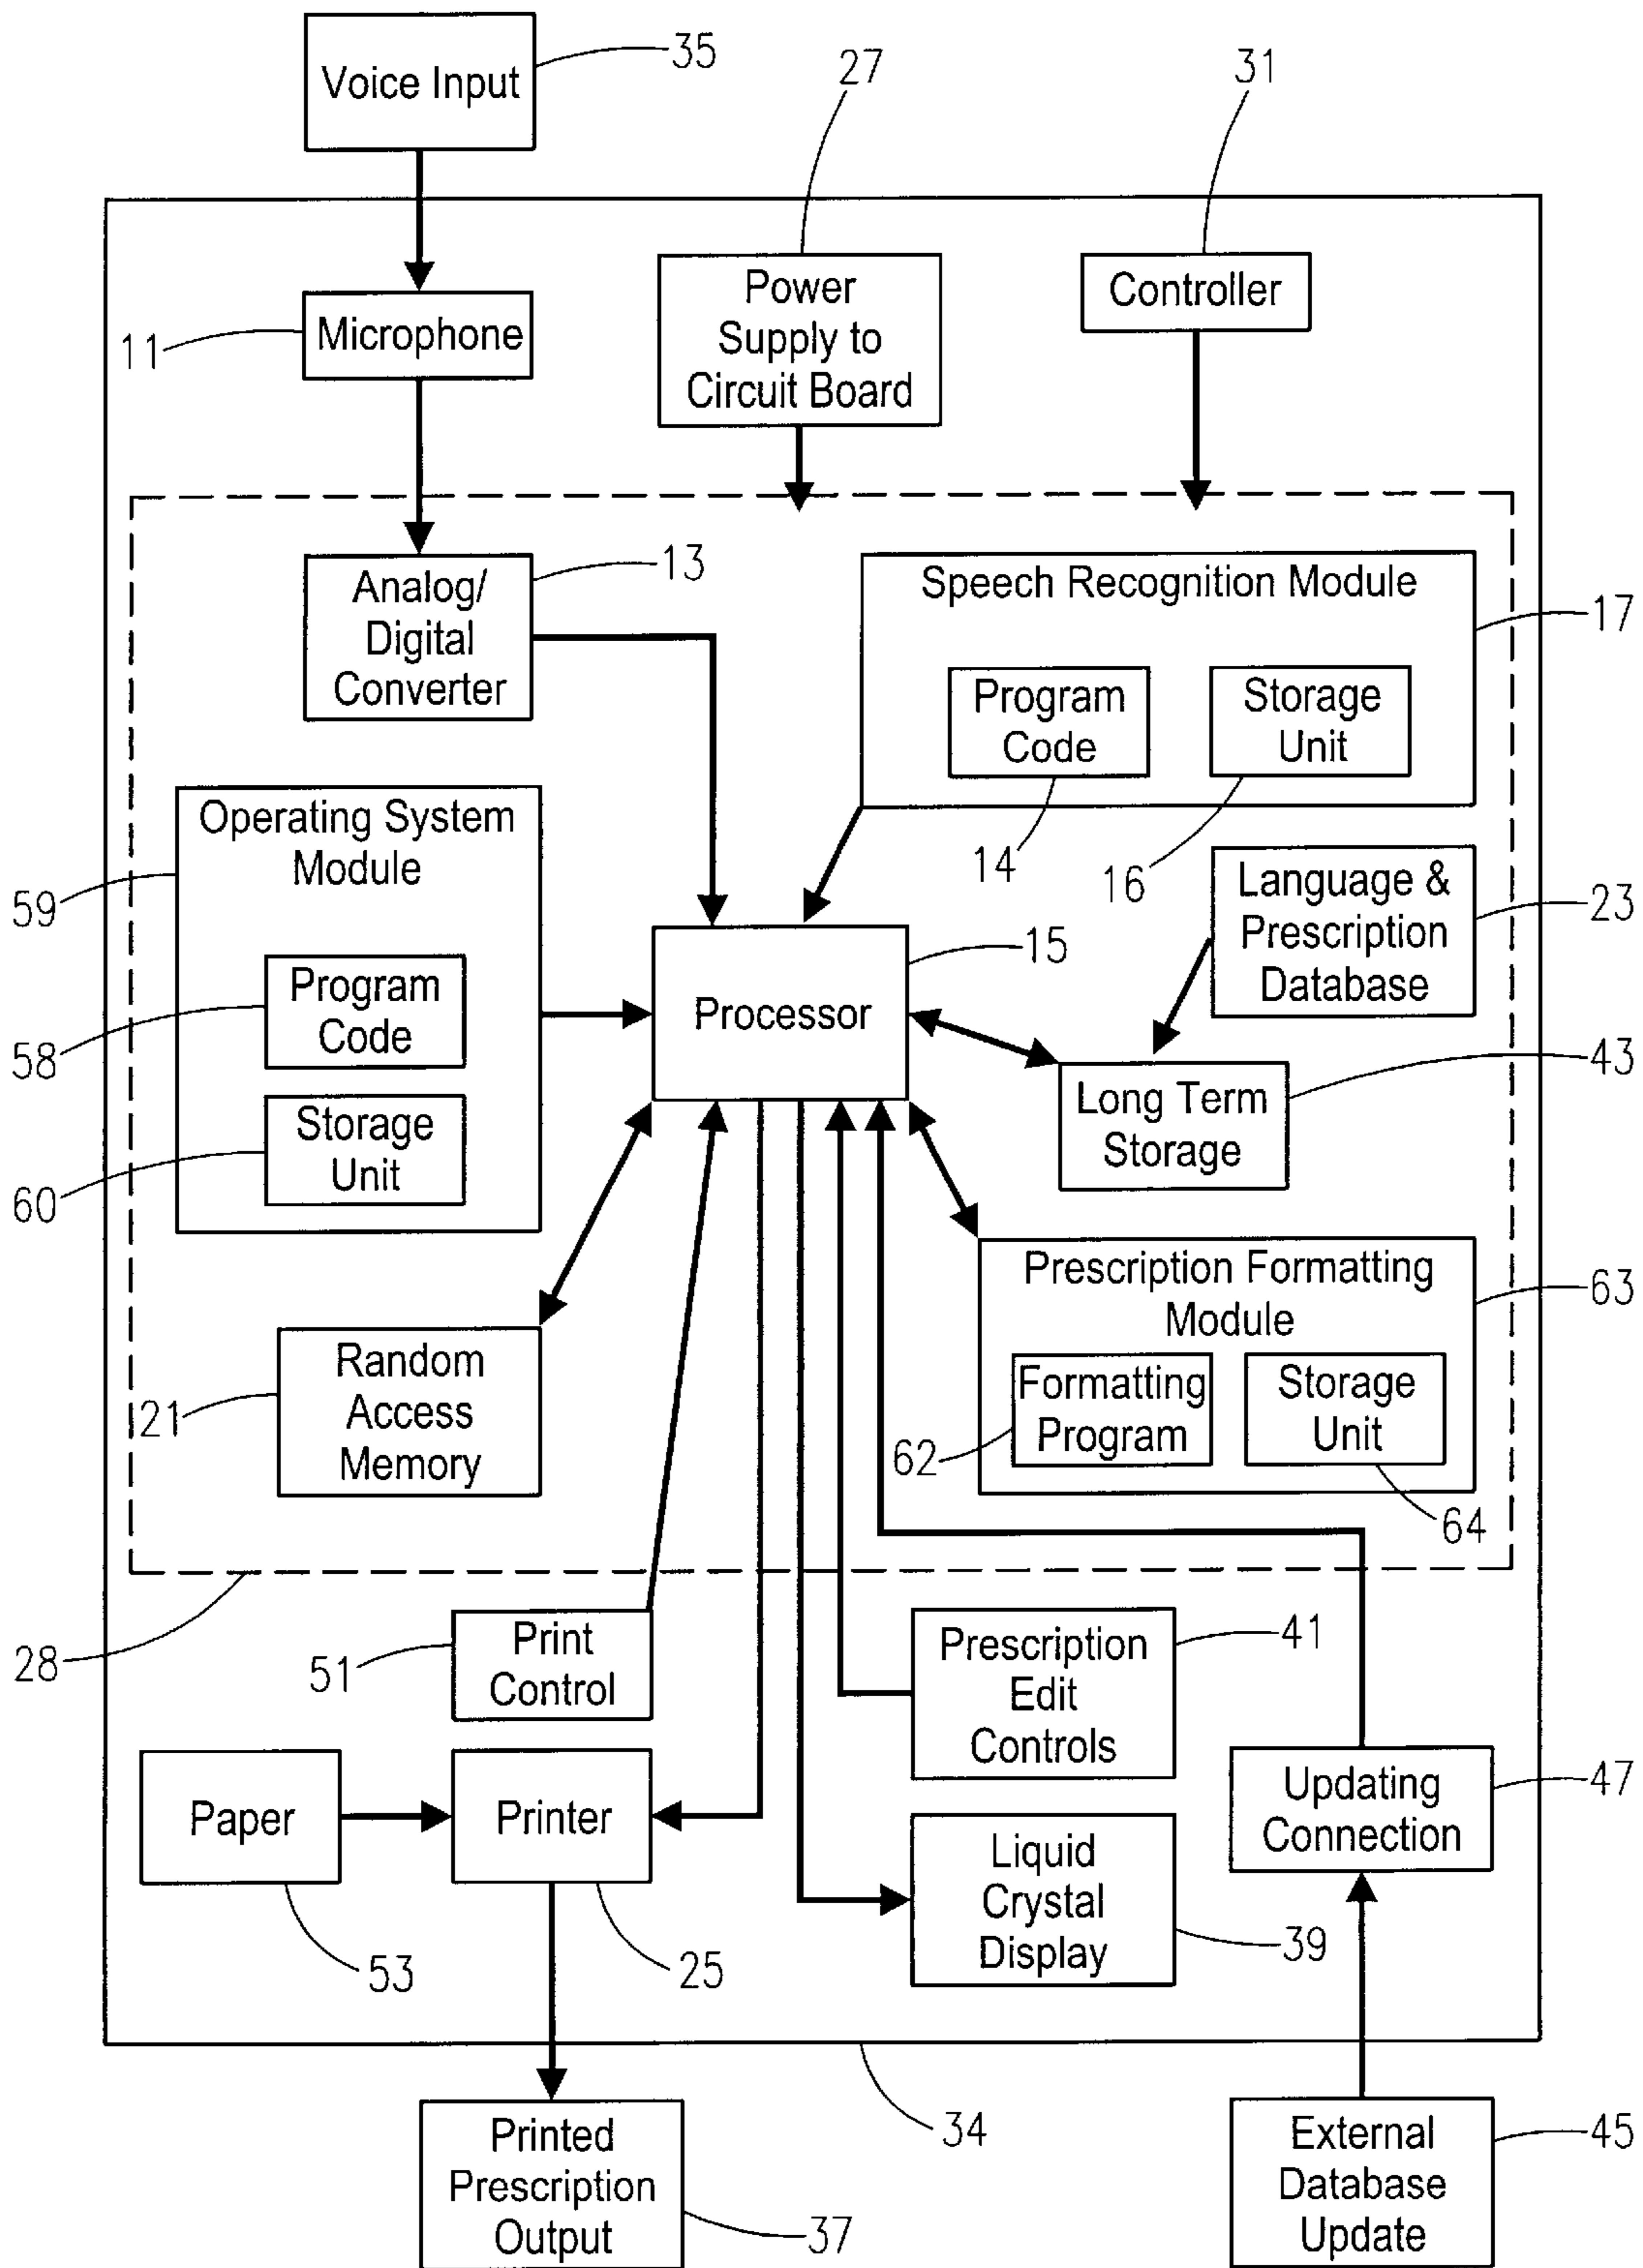 Voice Input
35
27
31
Microphone
11
Power
Supply to
Circuit Board
Controller
Analog/
Digital
Converter
13
Speech Recognition Module
17
Program
Code
14
Storage
Unit
16
Operating System
Module
59
Program
Code
58
Storage
Unit
60
Processor
15
Language &
Prescription
Database
23
Long Term
Storage
43
Random
Access
Memory
21
Prescription Formatting
Module
63
Formatting
Program
62
Storage
Unit
64
28
Print
Control
51
Prescription
Edit
Controls
41
Paper
53
Printer
25
Liquid
Crystal
Display
39
Updating
Connection
47
34
Printed
Prescription
Output
37
External
Database
Update
45